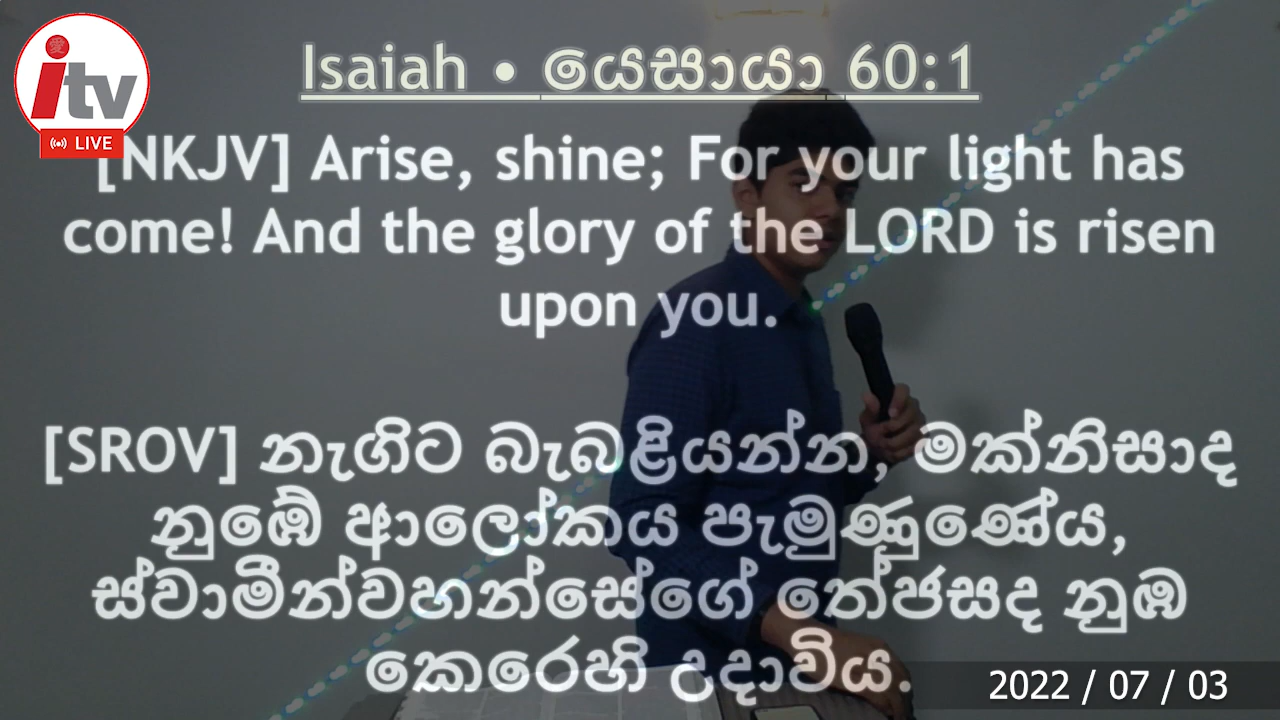 itv
LIVE
Isaiah • යෙසායා 60:1
[NKJV] Arise, shine; For your light has
come! And the glory of the LORD is risen
upon you.
[SROV] නැගිට බැබළියන්න, මක්නිසාද
නුඹේ ආලෝකය පැමුණුණේය,
ස්වාමීන්වහන්සේගේ තේජසද නුඹ
කෙරෙහි උදාවිය.
2022 / 07 / 03